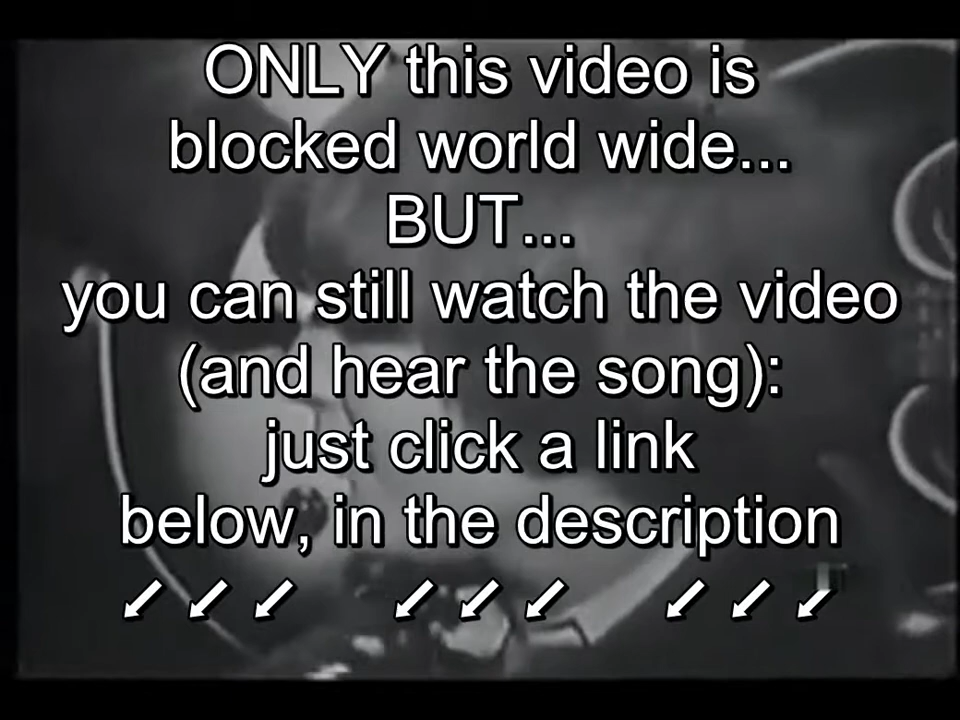 ONLY this video is
blocked world wide...
BUT...
you can still watch the video
(and hear the song):
just click a link
below, in the description
↙ ↙ ↙ ↙ ↙ ↙ ↙ ↙ ↙